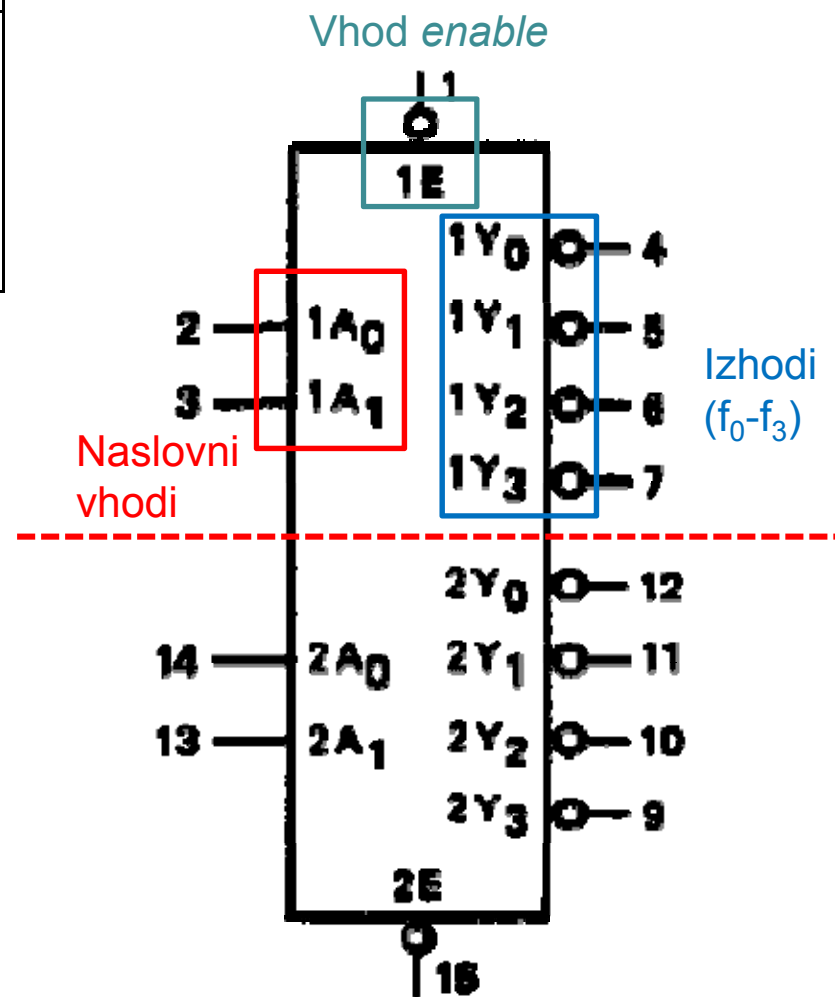 Vhod enable
1
1E
1Y0 4
2 1A0 1Y1 5
3 1A1 1Y2 6
Izhodi
(f0-f3)
Naslovni
vhodi
1Y3 7
2Y0 12
14 2A0 2Y1 11
13 2A1 2Y2 10
2Y3 9
2E
15